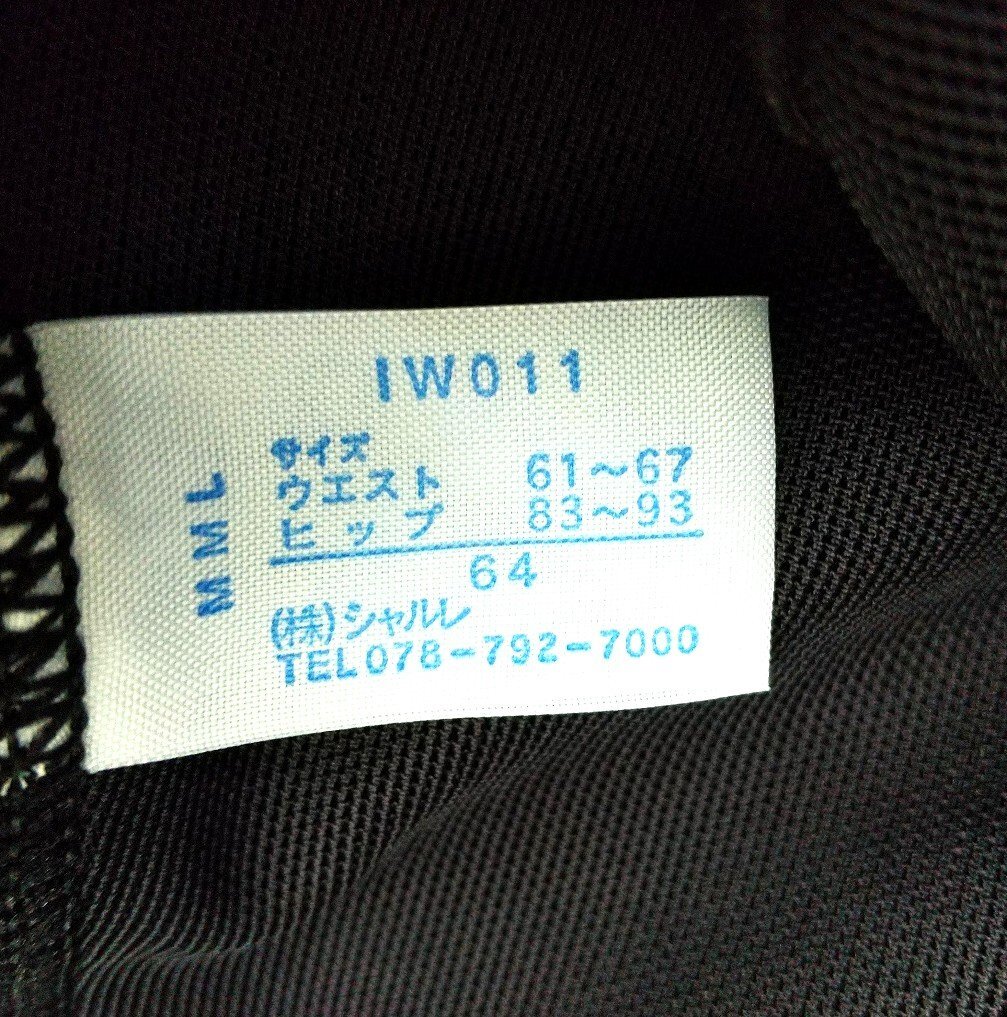 IW011
サイズ
ウエスト 61〜67
ヒップ 83〜93
64
(株)シャルレ
TEL078-792-7000
MML